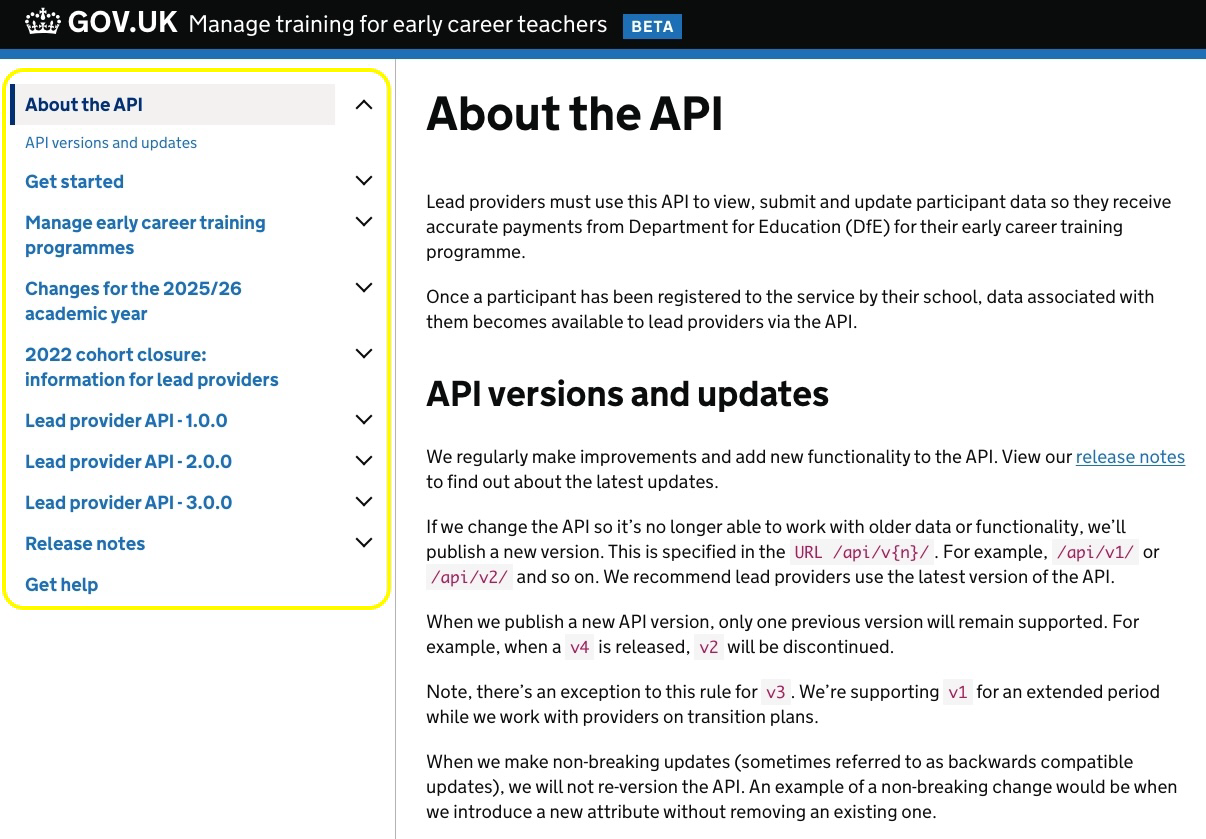 GOV.UK Manage training for early career teachers BETA
About the API
API versions and updates
Get started
Manage early career training
programmes
Changes for the 2025/26
academic year
2022 cohort closure:
information for lead providers
Lead provider API - 1.0.0
Lead provider API - 2.0.0
Lead provider API - 3.0.0
Release notes
Get help
About the API
Lead providers must use this API to view, submit and update participant data so they receive
accurate payments from Department for Education (DfE) for their early career training
programme.
Once a participant has been registered to the service by their school, data associated with
them becomes available to lead providers via the API.
API versions and updates
We regularly make improvements and add new functionality to the API. View our release notes
to find out about the latest updates.
If we change the API so it’s no longer able to work with older data or functionality, we’ll
publish a new version. This is specified in the URL /api/v{n}/. For example, /api/v1/ or
/api/v2/ and so on. We recommend lead providers use the latest version of the API.
When we publish a new API version, only one previous version will remain supported. For
example, when a v4 is released, v2 will be discontinued.
Note, there’s an exception to this rule for v3. We’re supporting v1 for an extended period
while we work with providers on transition plans.
When we make non-breaking updates (sometimes referred to as backwards compatible
updates), we will not re-version the API. An example of a non-breaking change would be when
we introduce a new attribute without removing an existing one.